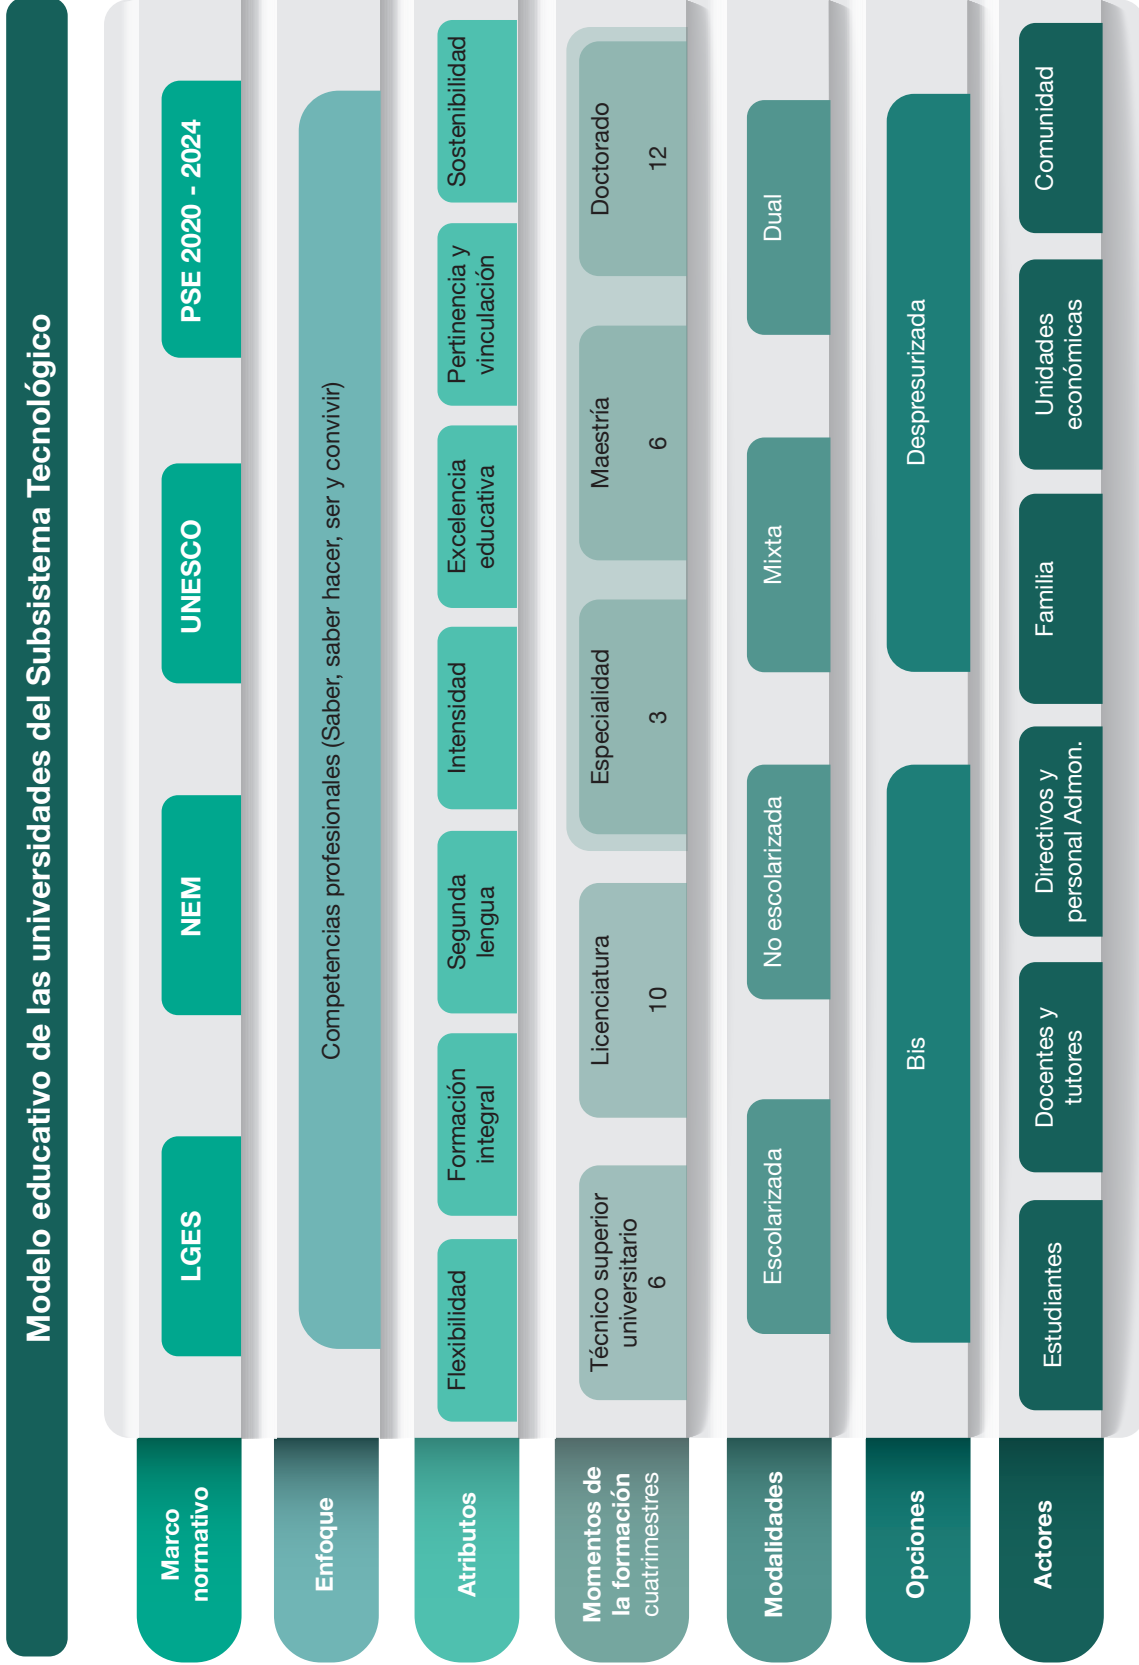 Modelo educativo de las universidades del Subsistema Tecnológico
Marco
normativo
LGES
NEM
UNESCO
PSE 2020 - 2024
Enfoque
Competencias profesionales (Saber, saber hacer, ser y convivir)
Atributos
Flexibilidad
Formación
integral
Segunda
lengua
Intensidad
Excelencia
educativa
Pertinencia y
vinculación
Sostenibilidad
Momentos de
la formación
cuatrimestres
Técnico superior
universitario
6
Licenciatura
10
Especialidad
3
Maestría
6
Doctorado
12
Modalidades
Escolarizada
No escolarizada
Mixta
Dual
Opciones
Bis
Despresurizada
Actores
Estudiantes
Docentes y
tutores
Directivos y
personal Admon.
Familia
Unidades
económicas
Comunidad